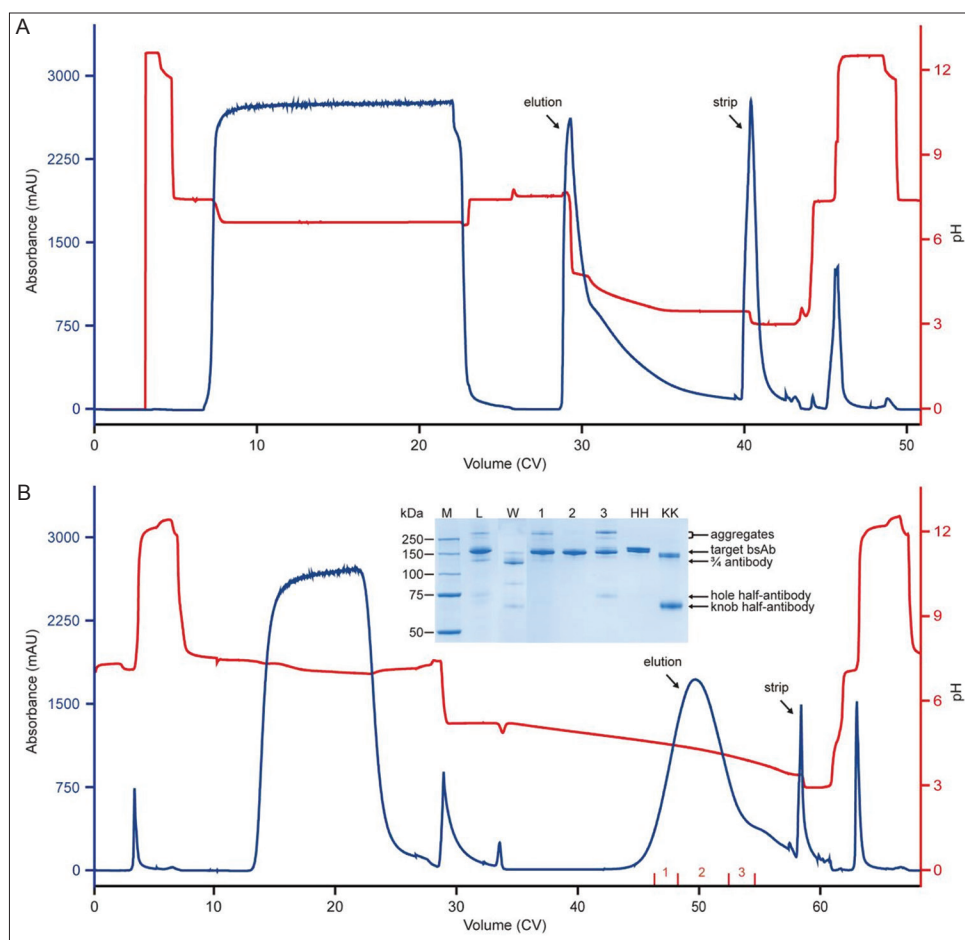 A
Absorbance (mAU)
3000
2250
1500
750
0
elution
strip
12
9
6
3
0
pH
0 10 20 30 40 50
Volume (CV)
B
Absorbance (mAU)
3000
2250
1500
750
0
kDa M L W 1 2 3 HH KK
250
150
100
75
50
aggregates
target bsAb
¾ antibody
hole half-antibody
knob half-antibody
elution
strip
1 2 3
12
9
6
3
0
pH
0 10 20 30 40 50 60
Volume (CV)